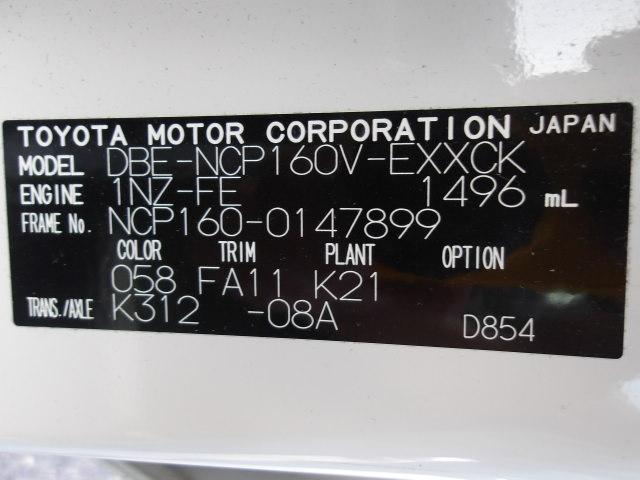 TOYOTA MOTOR CORPORATION JAPAN
MODEL DBE-NCP160V-EXXCK
ENGINE 1NZ-FE 1496 mL
FRAME No. NCP160-0147899
COLOR TRIM PLANT OPTION
058 FA11 K21
TRANS./AXLE K312 -08A D854